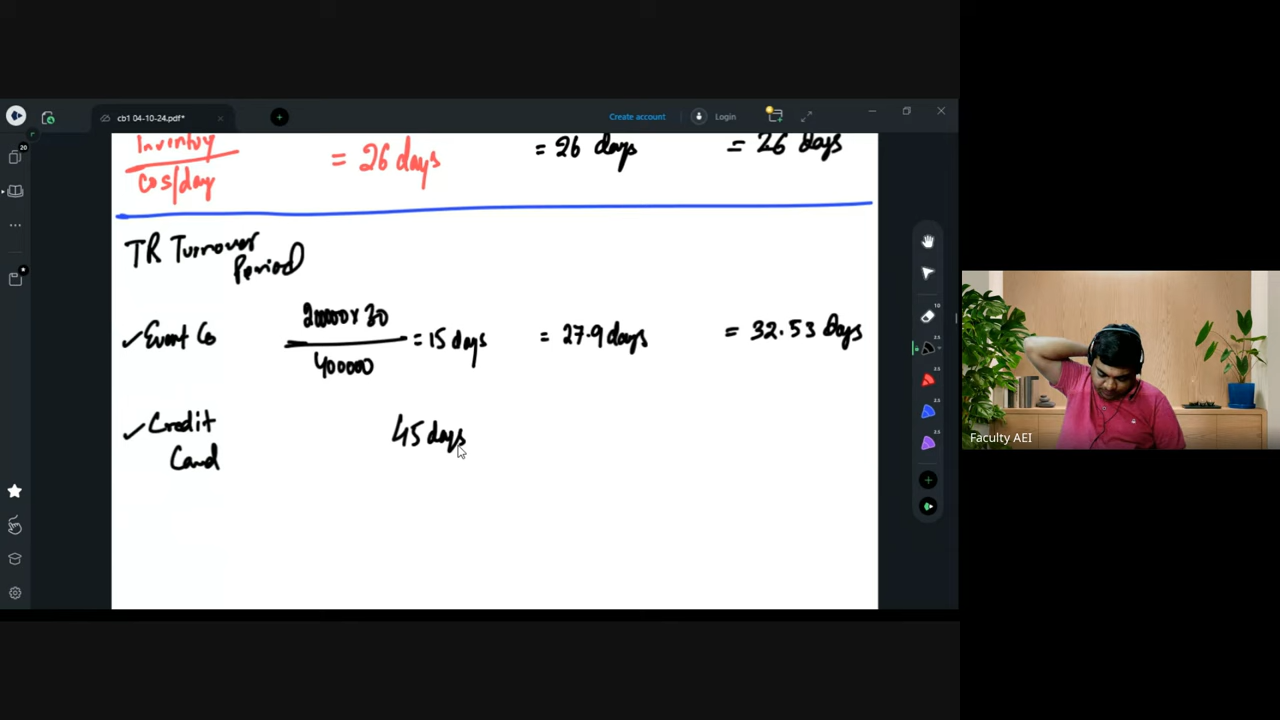 cb1 04-10-24.pdf*
Create account
Login
20
Inventory
Cos/day
= 26 days
= 26 days
= 26 days
TR Turnover
Period
✓ Event Co
200000 x 30
400000
= 15 days
= 27.9 days
= 32.53 Days
✓ Credit
Card
45 days
Faculty AEI